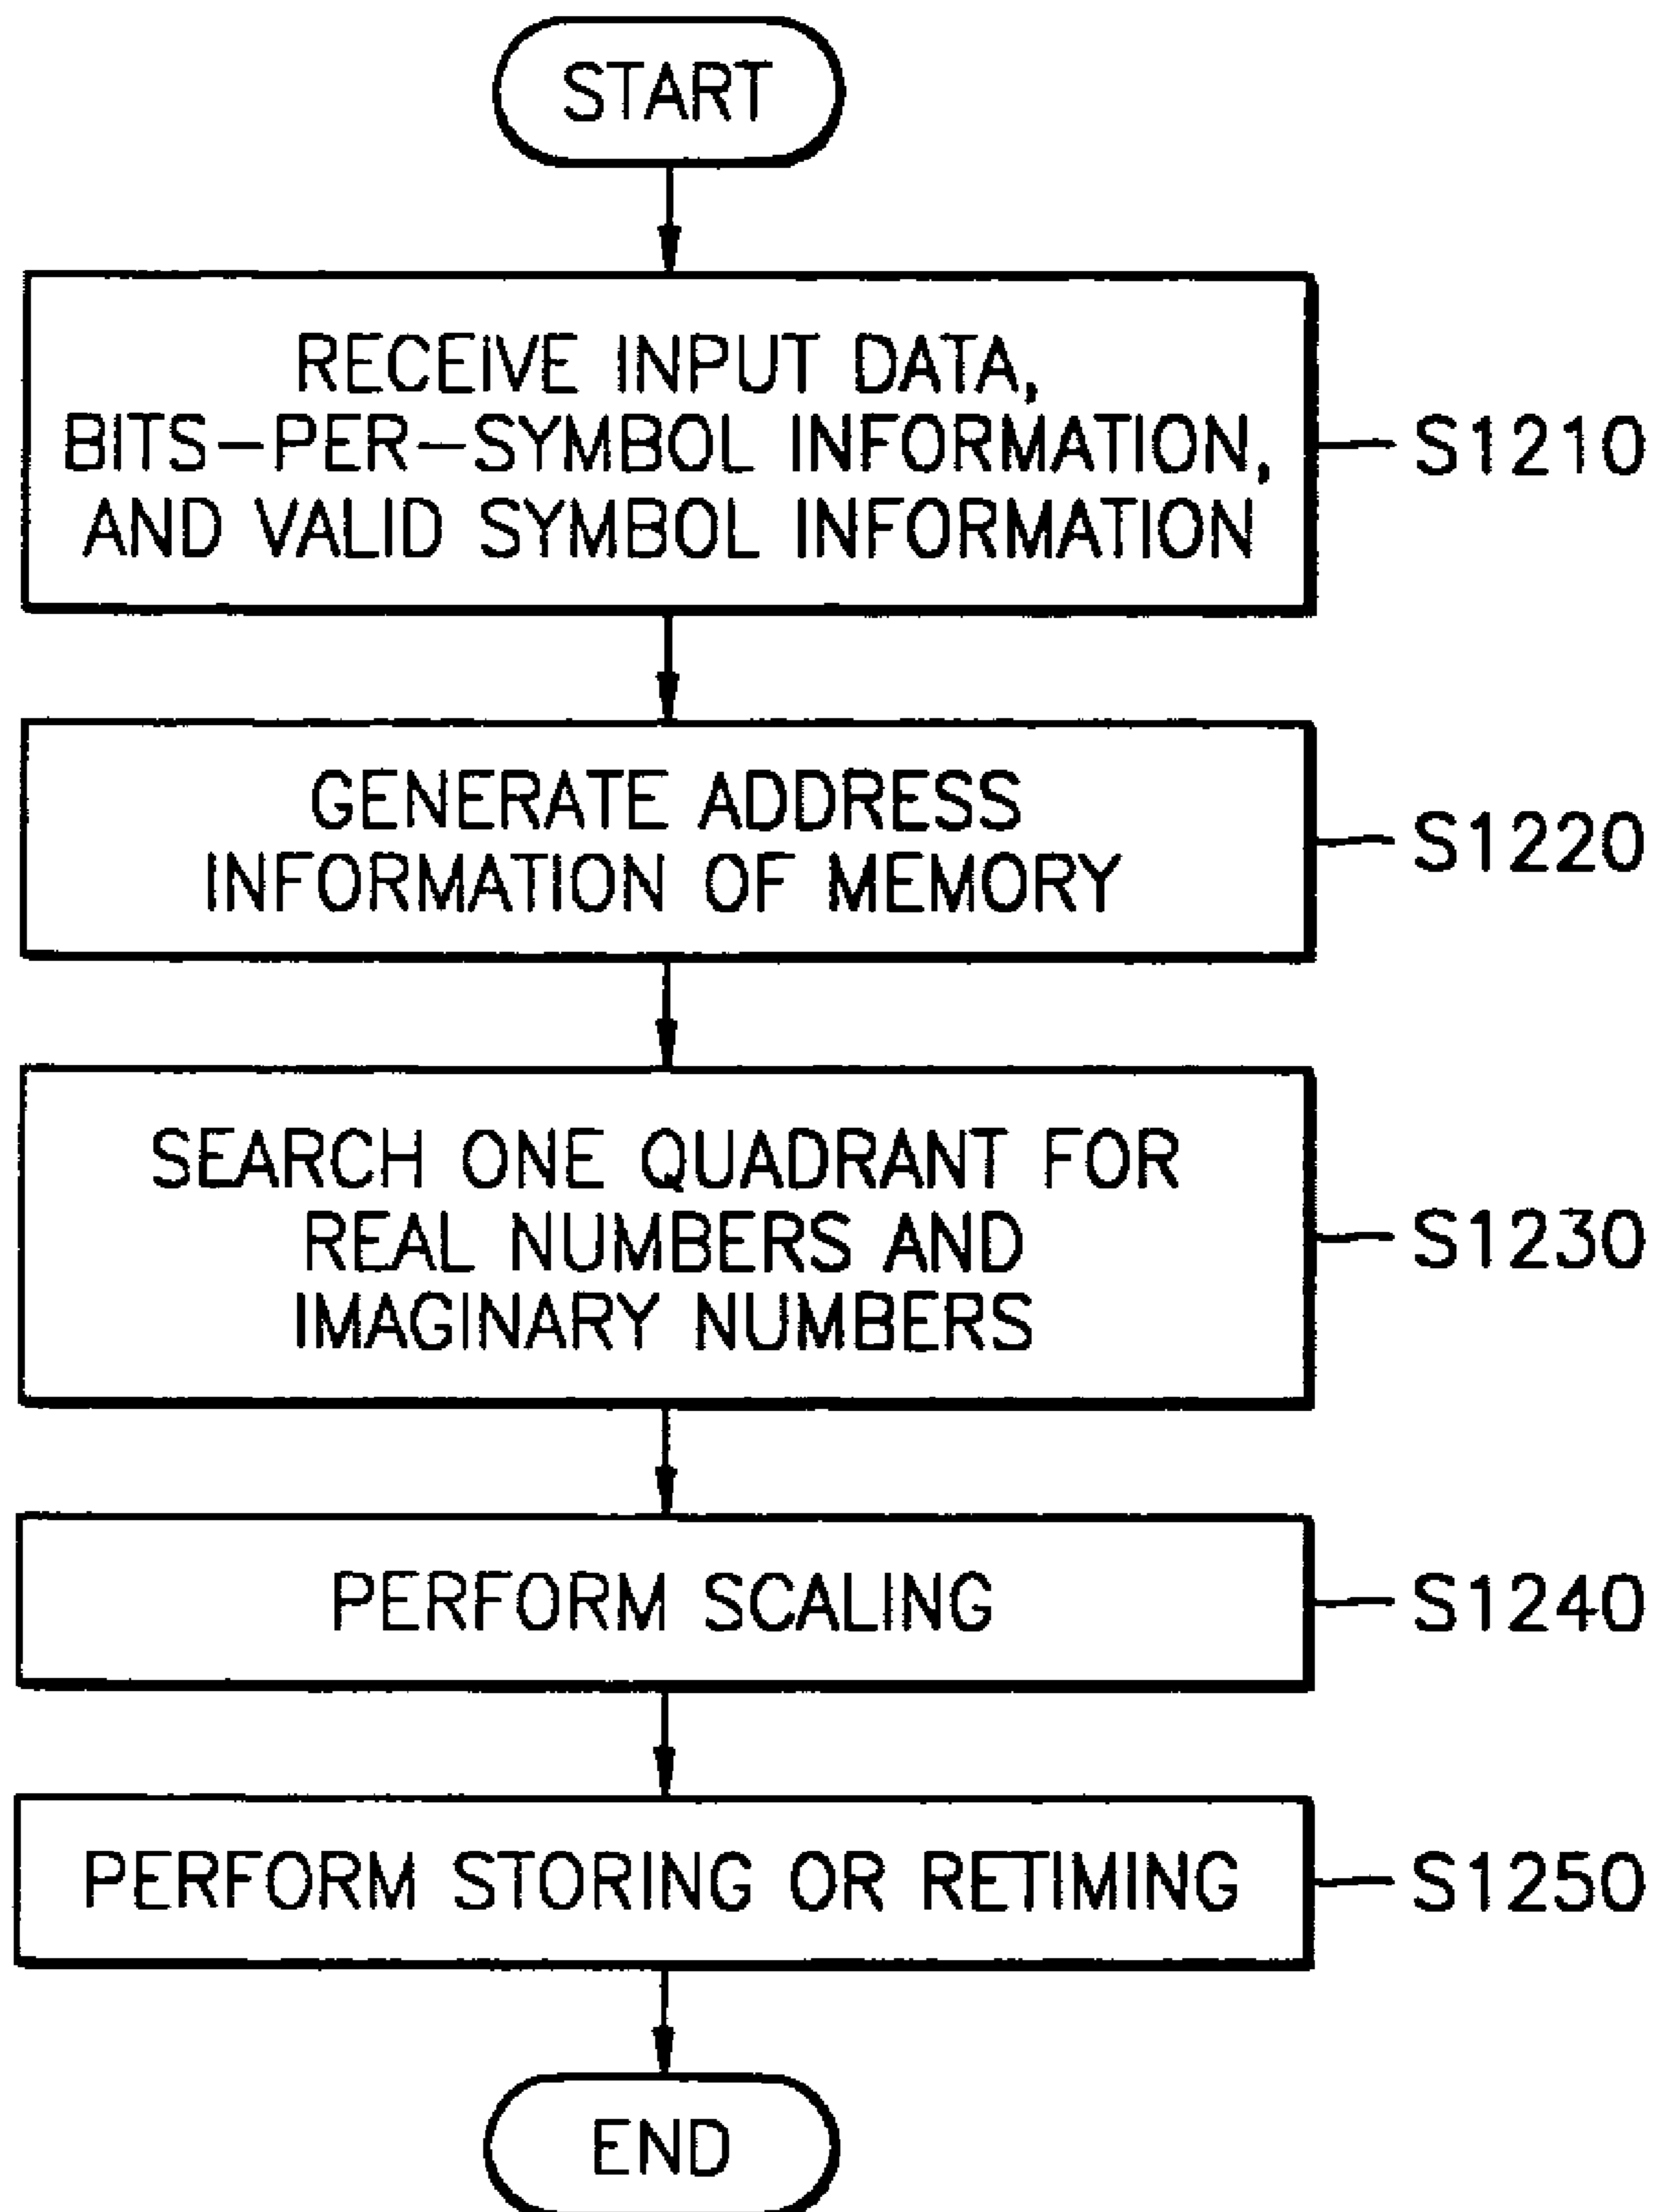 START
RECEIVE INPUT DATA,
BITS-PER-SYMBOL INFORMATION,
AND VALID SYMBOL INFORMATION
S1210
GENERATE ADDRESS
INFORMATION OF MEMORY
S1220
SEARCH ONE QUADRANT FOR
REAL NUMBERS AND
IMAGINARY NUMBERS
S1230
PERFORM SCALING
S1240
PERFORM STORING OR RETIMING
S1250
END